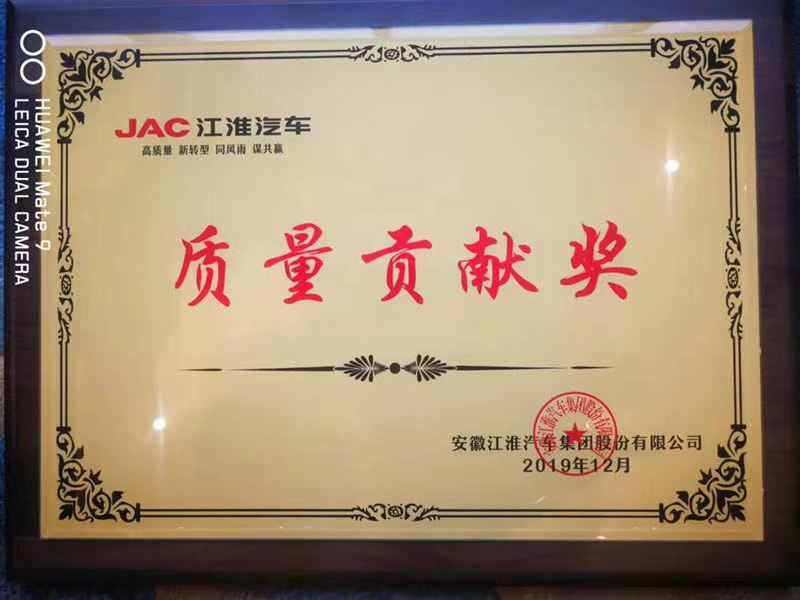 JAC 江淮汽车
高质量 新转型 同风雨 谋共赢
质量贡献奖
安徽江淮汽车集团股份有限公司
2019年12月
HUAWEI Mate 9
LEICA DUAL CAMERA